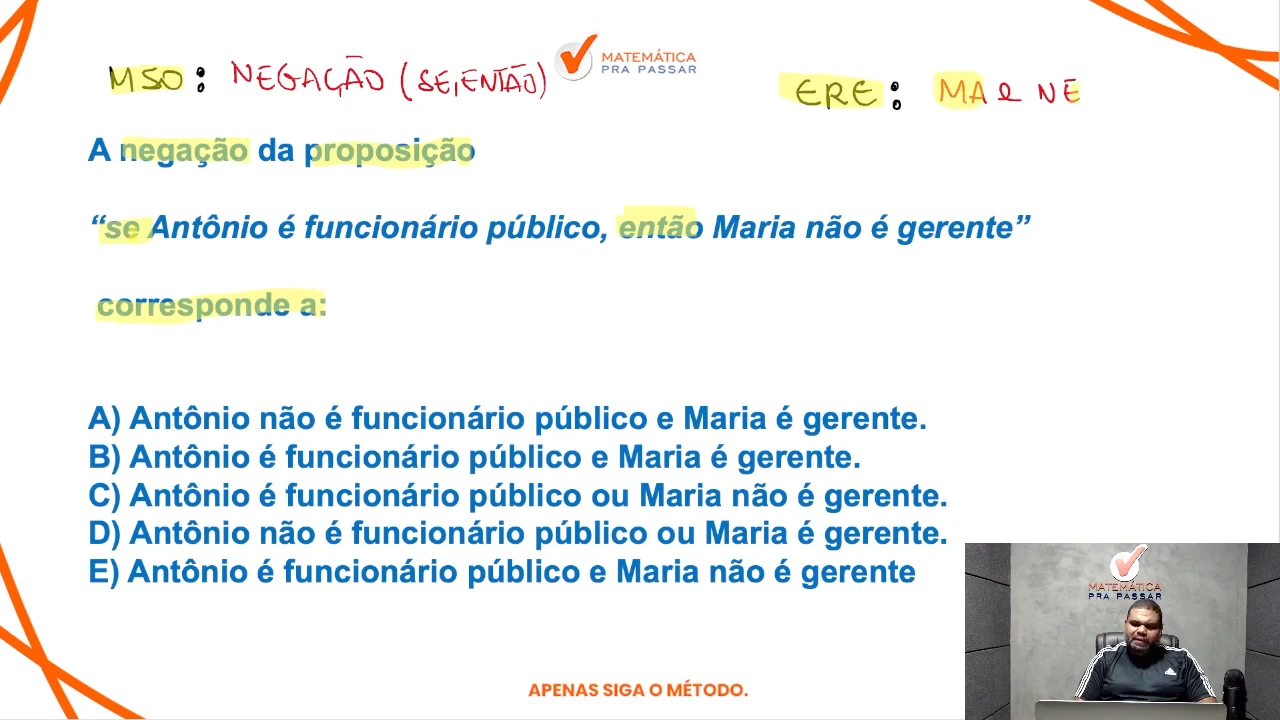 MSO: NEGAÇÃO (SE, ENTÃO)
MATEMÁTICA
PRA PASSAR
ERE: MA e NE
A negação da proposição
“se Antônio é funcionário público, então Maria não é gerente”
corresponde a:
A) Antônio não é funcionário público e Maria é gerente.
B) Antônio é funcionário público e Maria é gerente.
C) Antônio é funcionário público ou Maria não é gerente.
D) Antônio não é funcionário público ou Maria é gerente.
E) Antônio é funcionário público e Maria não é gerente
MATEMÁTICA
PRA PASSAR
APENAS SIGA O MÉTODO.